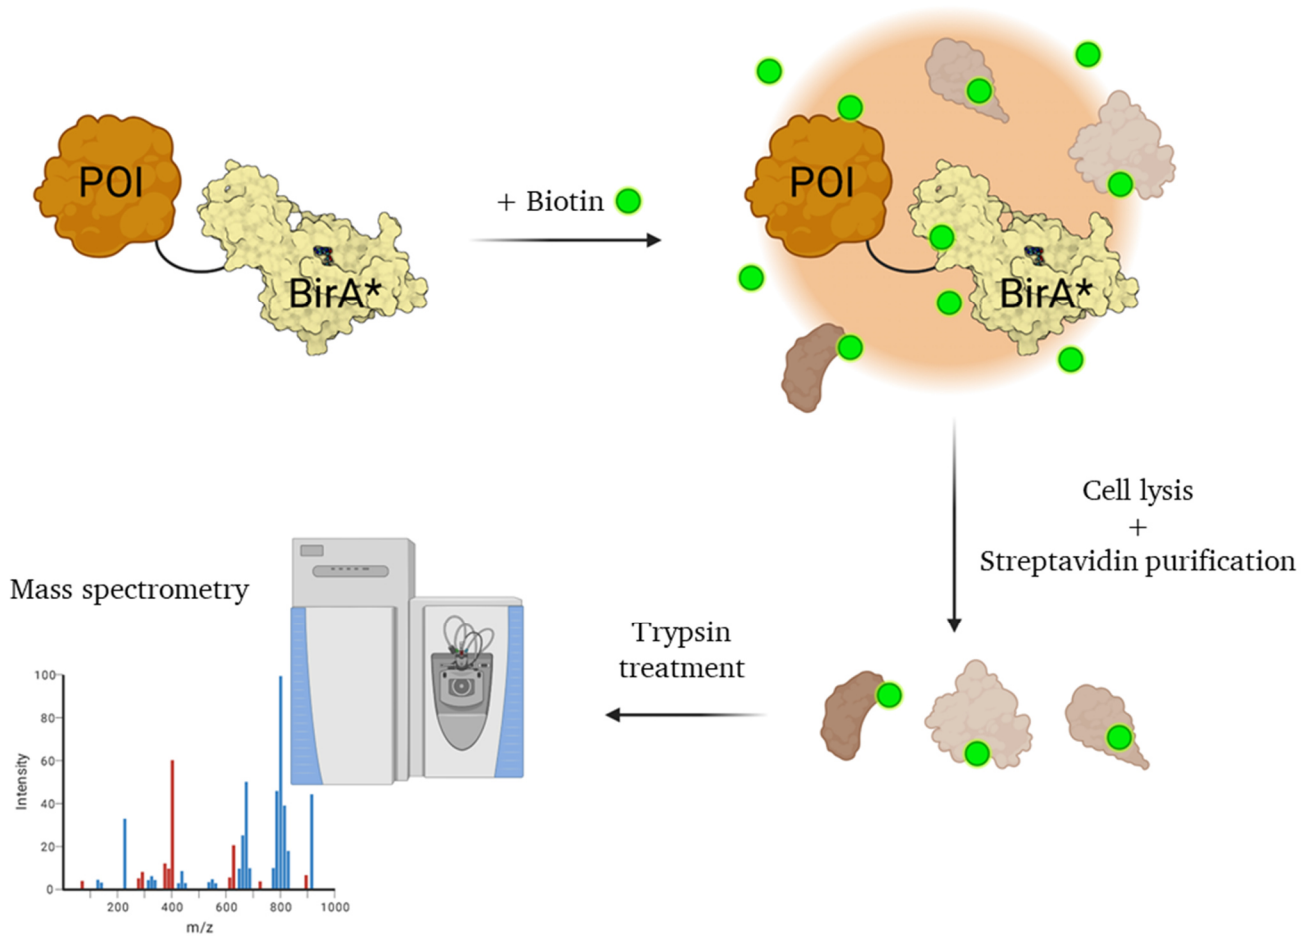 POI
BirA*
+ Biotin
POI
BirA*
Cell lysis
+
Streptavidin purification
Trypsin
treatment
Mass spectrometry
100
80
60
40
20
0
Intensity
200 400 600 800 1000
m/z